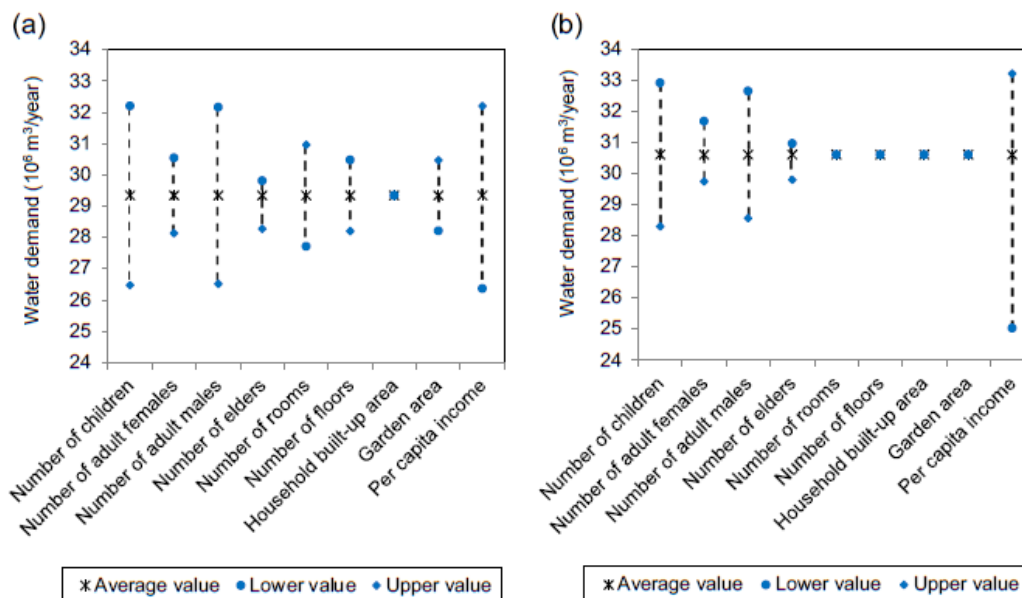 (a)
Water demand (10⁶ m³/year)
34
33
32
31
30
29
28
27
26
25
24
Number of children
Number of adult females
Number of adult males
Number of elders
Number of rooms
Number of floors
Household built-up area
Garden area
Per capita income
Average value Lower value Upper value
(b)
Water demand (10⁶ m³/year)
34
33
32
31
30
29
28
27
26
25
24
Number of children
Number of adult females
Number of adult males
Number of elders
Number of rooms
Number of floors
Household built-up area
Garden area
Per capita income
Average value Lower value Upper value